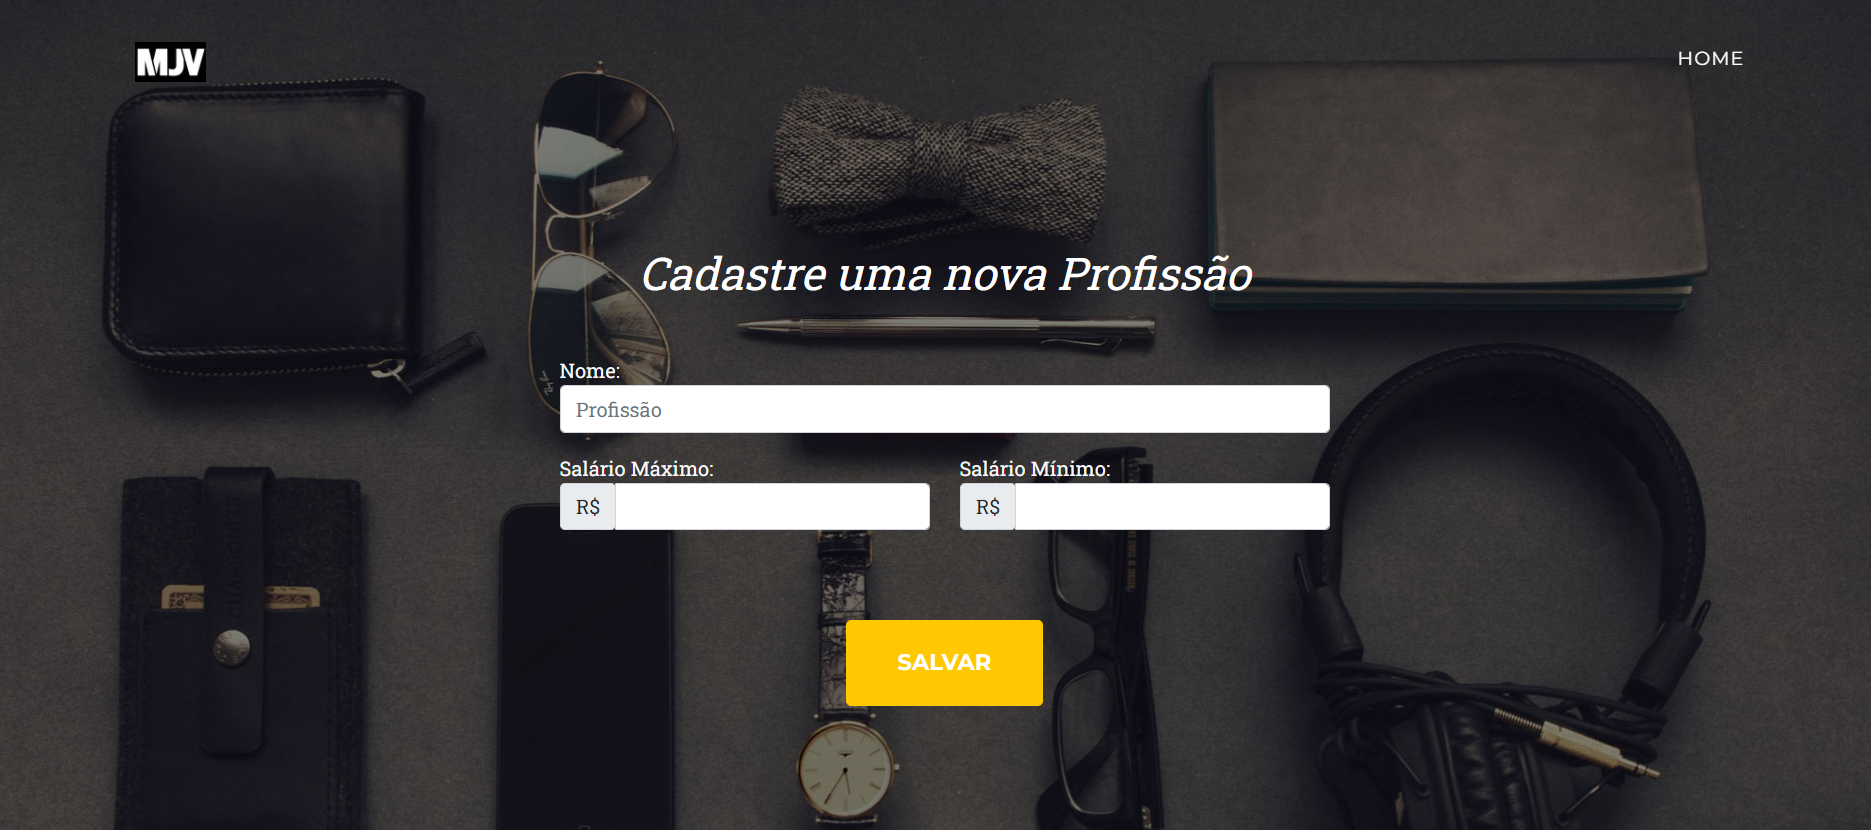 MJV
HOME
Cadastre uma nova Profissão
Nome:
Profissão
Salário Máximo:
Salário Mínimo:
R$
R$
SALVAR